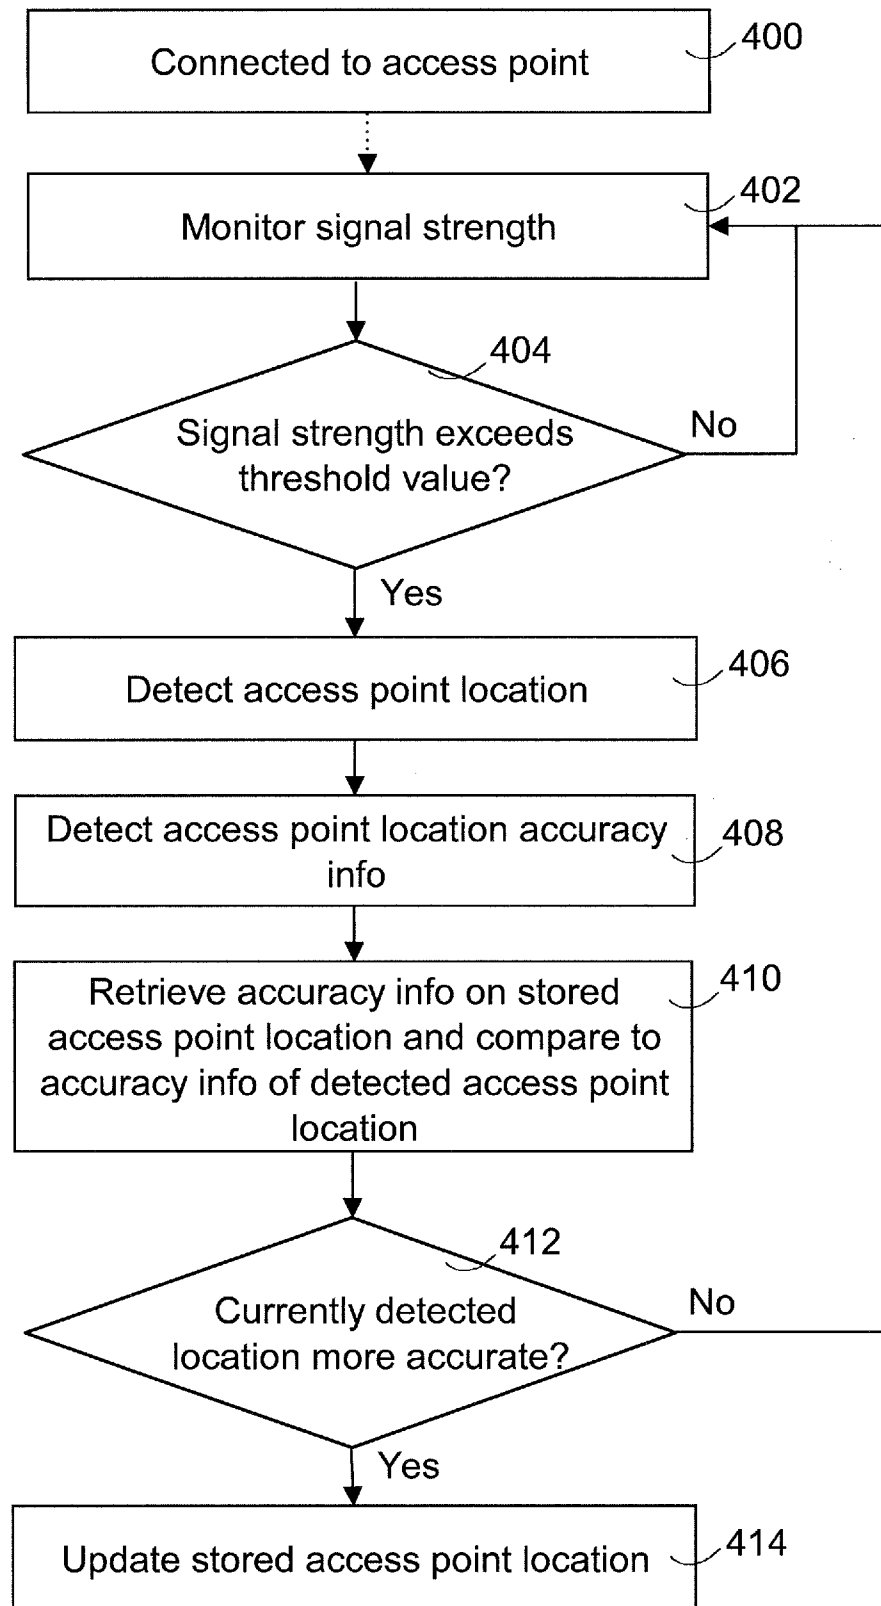 Connected to access point
400
Monitor signal strength
402
404
Signal strength exceeds
threshold value?
No
Yes
Detect access point location
406
Detect access point location accuracy
info
408
Retrieve accuracy info on stored
access point location and compare to
accuracy info of detected access point
location
410
412
Currently detected
location more accurate?
No
Yes
Update stored access point location
414